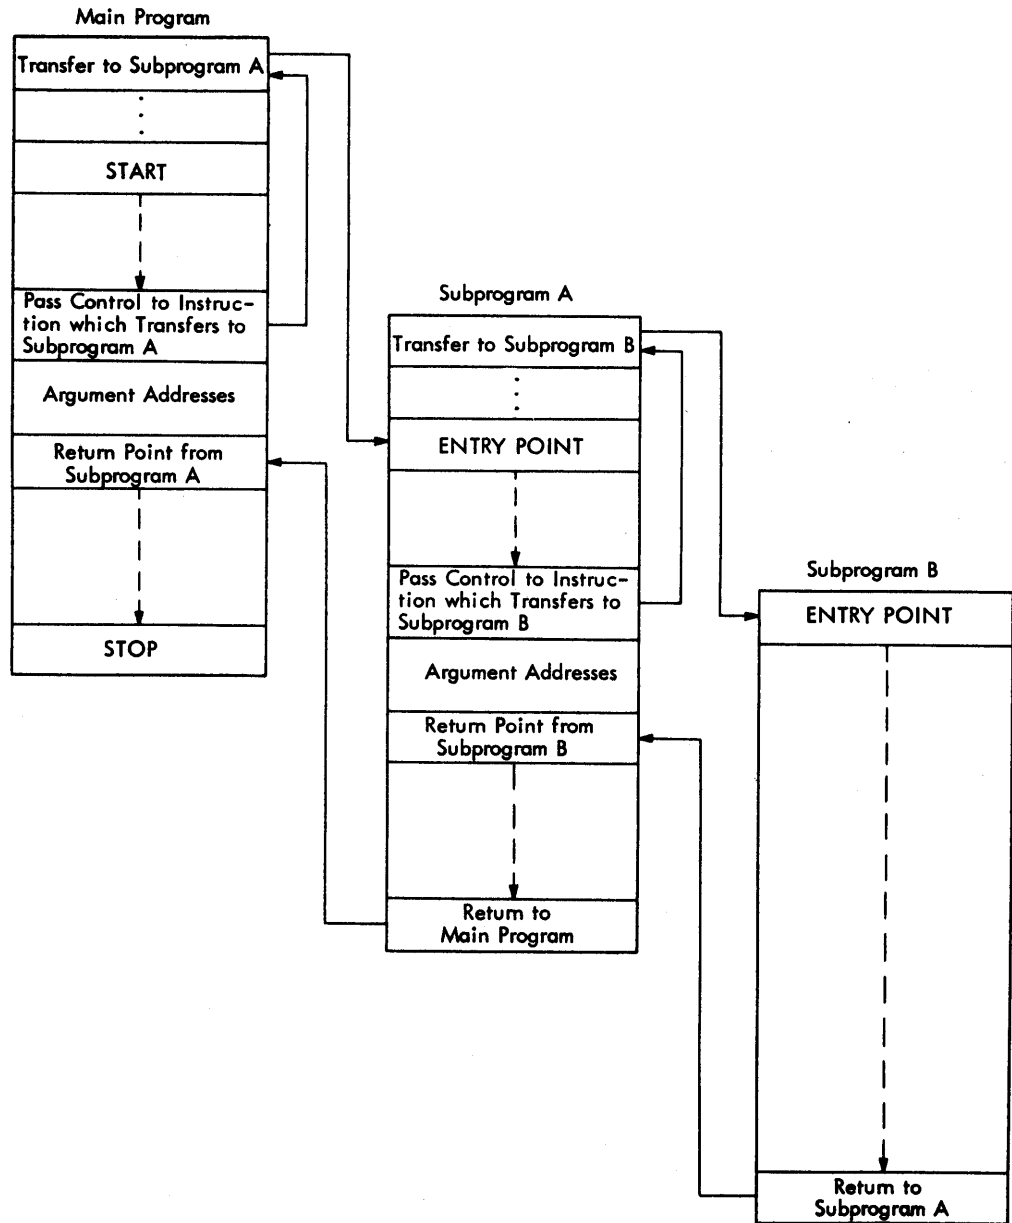 Main Program
Transfer to Subprogram A
START
Pass Control to Instruc-
tion which Transfers to
Subprogram A
Argument Addresses
Return Point from
Subprogram A
STOP
Subprogram A
Transfer to Subprogram B
ENTRY POINT
Pass Control to Instruc-
tion which Transfers to
Subprogram B
Argument Addresses
Return Point from
Subprogram B
Return to
Main Program
Subprogram B
ENTRY POINT
Return to
Subprogram A